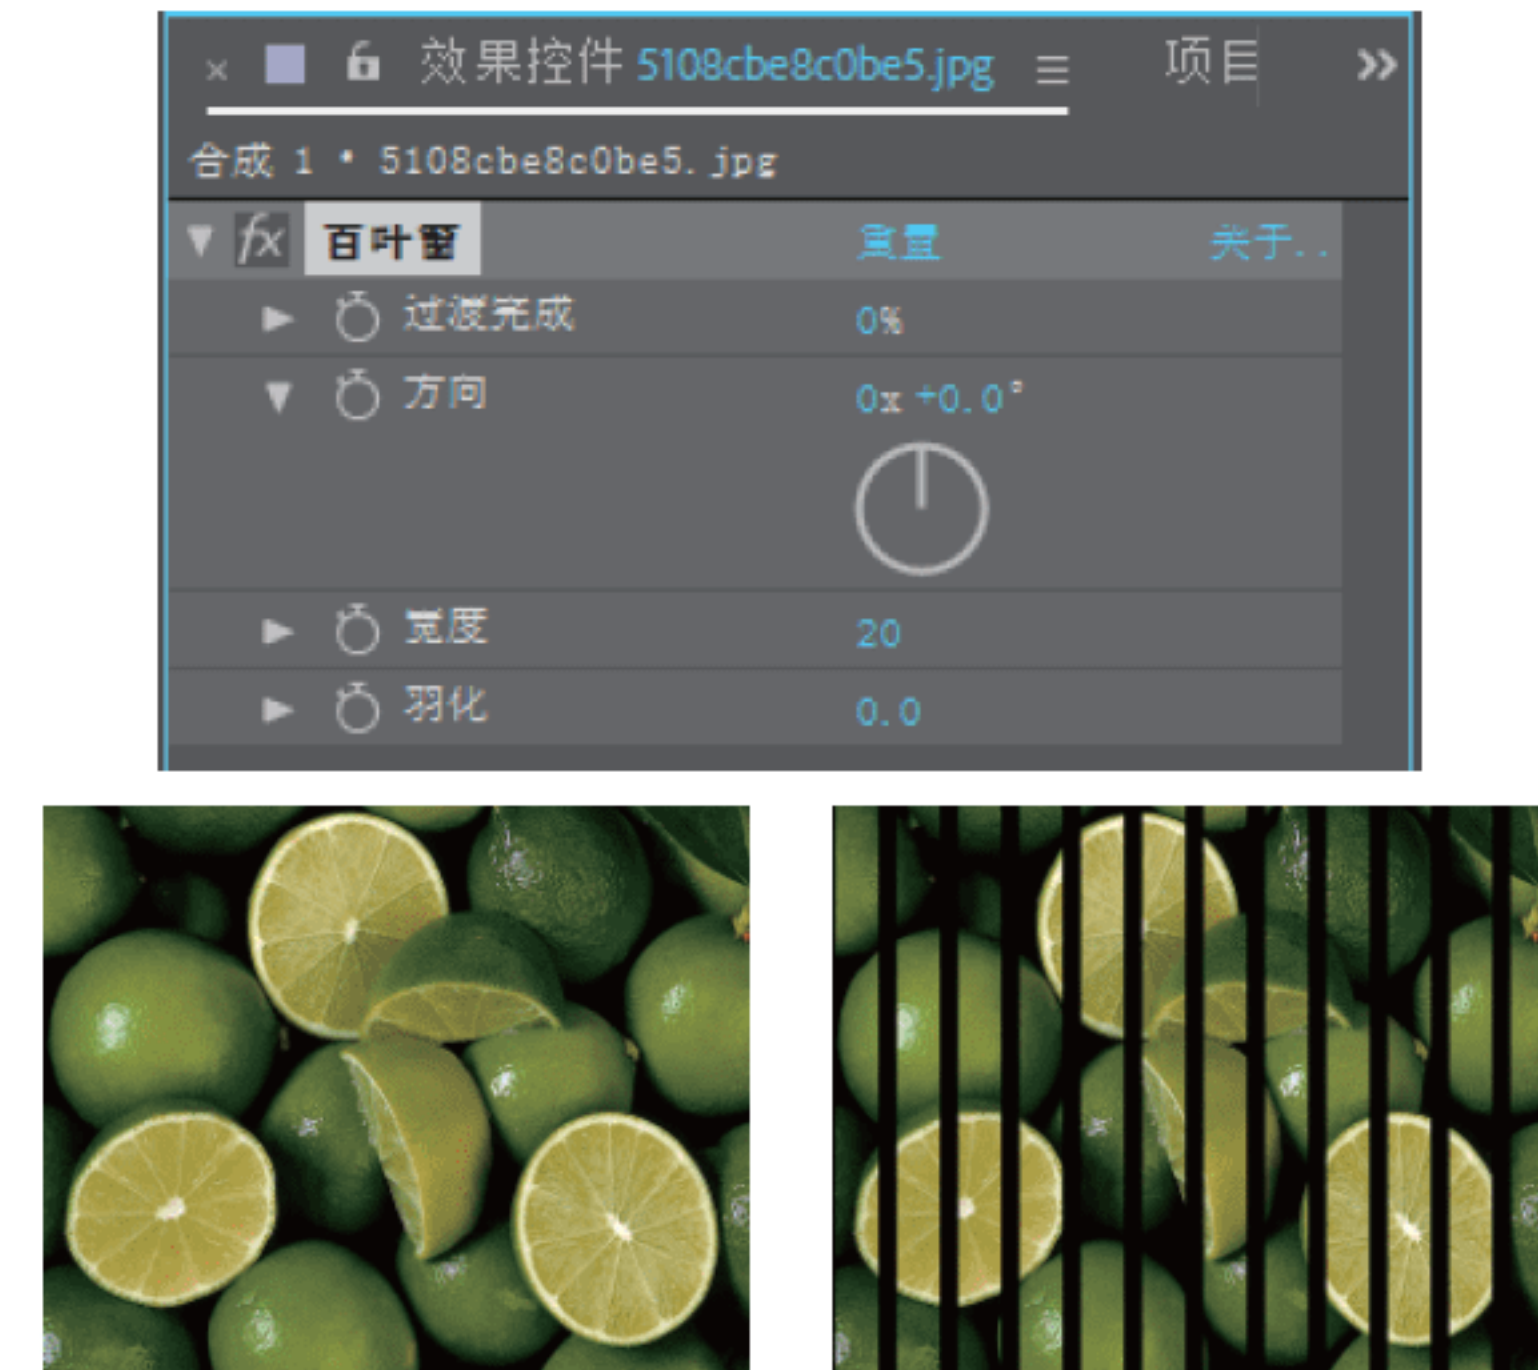 效果控件 5108cbe8c0be5.jpg 项目
合成 1 • 5108cbe8c0be5.jpg
fx 百叶窗 重置 关于..
过渡完成 0%
方向 0x +0.0°
宽度 20
羽化 0.0